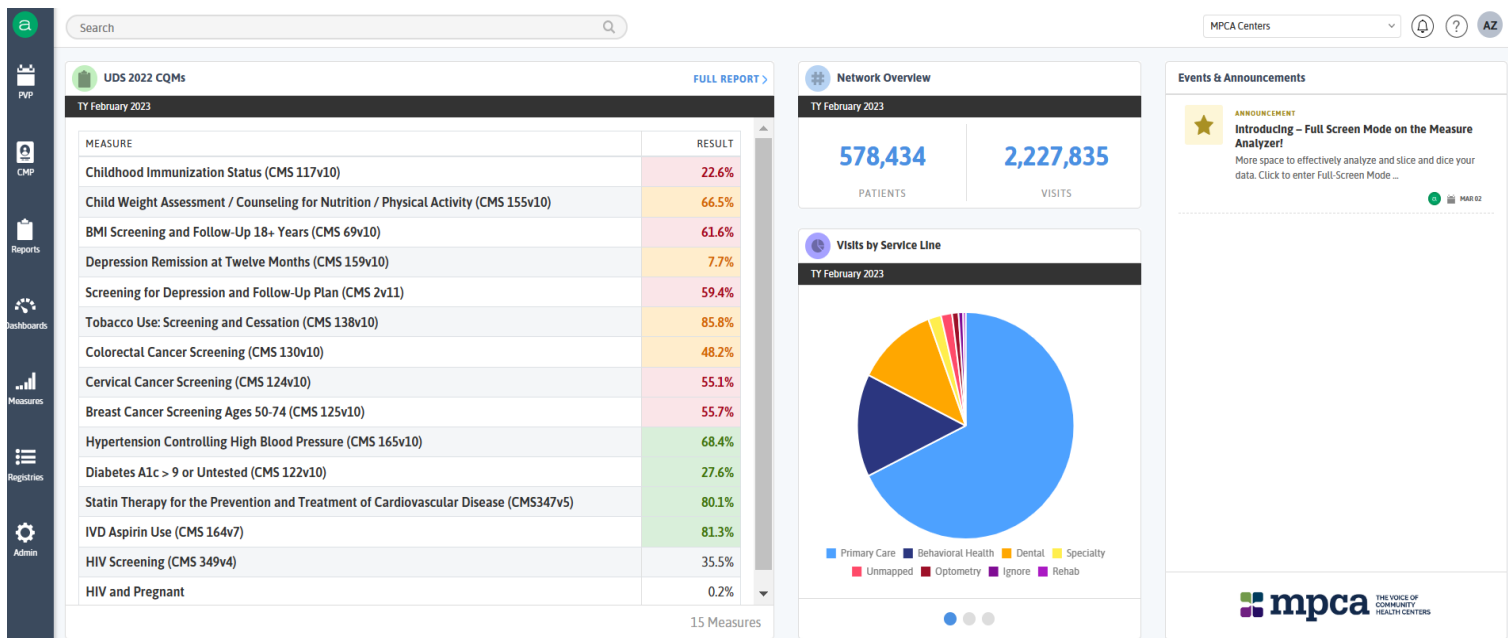 a
Search
MPCA Centers
?
AZ
PVP
CMP
Reports
Dashboards
Measures
Registries
Admin
UDS 2022 CQMs
FULL REPORT >
TY February 2023
MEASURE RESULT
Childhood Immunization Status (CMS 117v10) 22.6%
Child Weight Assessment / Counseling for Nutrition / Physical Activity (CMS 155v10) 66.5%
BMI Screening and Follow-Up 18+ Years (CMS 69v10) 61.6%
Depression Remission at Twelve Months (CMS 159v10) 7.7%
Screening for Depression and Follow-Up Plan (CMS 2v11) 59.4%
Tobacco Use: Screening and Cessation (CMS 138v10) 85.8%
Colorectal Cancer Screening (CMS 130v10) 48.2%
Cervical Cancer Screening (CMS 124v10) 55.1%
Breast Cancer Screening Ages 50-74 (CMS 125v10) 55.7%
Hypertension Controlling High Blood Pressure (CMS 165v10) 68.4%
Diabetes A1c > 9 or Untested (CMS 122v10) 27.6%
Statin Therapy for the Prevention and Treatment of Cardiovascular Disease (CMS347v5) 80.1%
IVD Aspirin Use (CMS 164v7) 81.3%
HIV Screening (CMS 349v4) 35.5%
HIV and Pregnant 0.2%
15 Measures
# Network Overview
TY February 2023
578,434 2,227,835
PATIENTS VISITS
Visits by Service Line
TY February 2023
Primary Care Behavioral Health Dental Specialty
Unmapped Optometry Ignore Rehab
Events & Announcements
ANNOUNCEMENT
Introducing – Full Screen Mode on the Measure
Analyzer!
More space to effectively analyze and slice and dice your
data. Click to enter Full-Screen Mode ...
a MAR 02
mpca
THE VOICE OF
COMMUNITY
HEALTH CENTERS